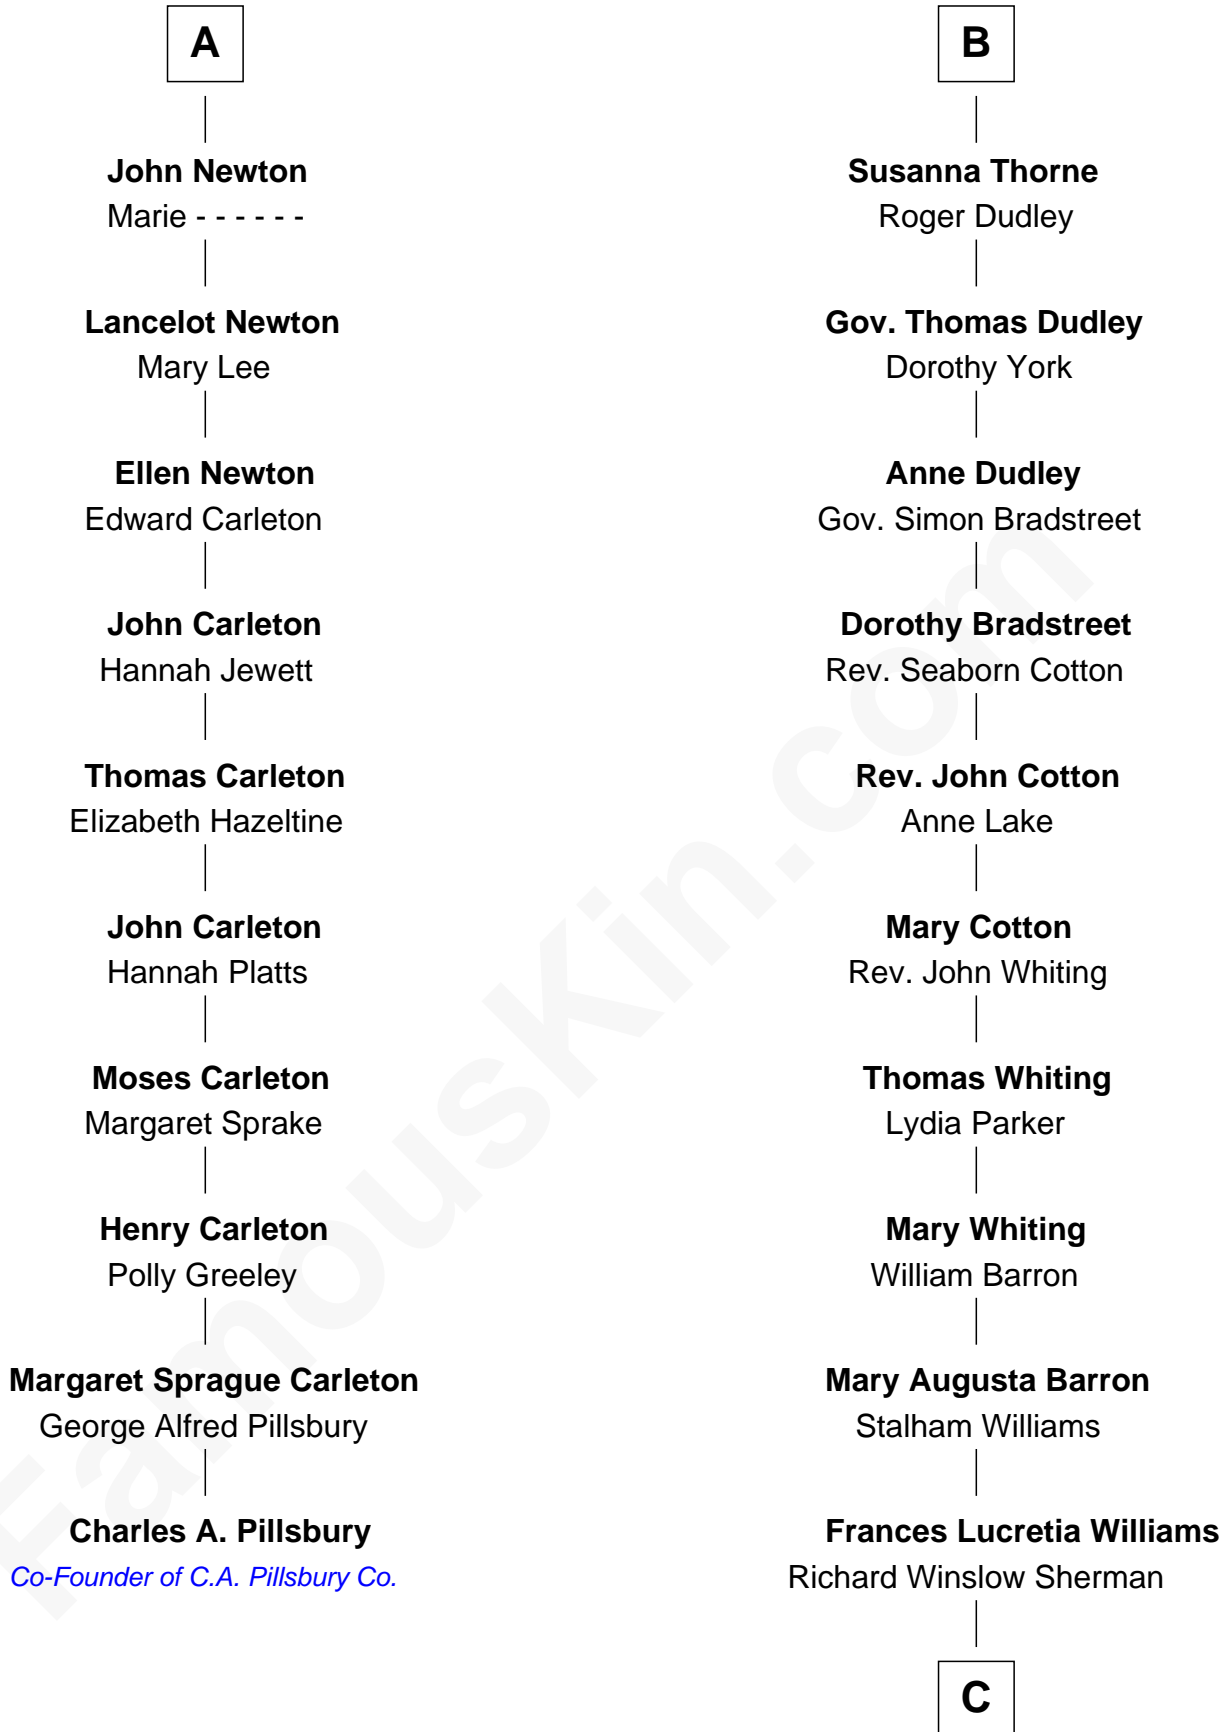 A
John Newton
Marie - - - - - -
Lancelot Newton
Mary Lee
Ellen Newton
Edward Carleton
John Carleton
Hannah Jewett
Thomas Carleton
Elizabeth Hazeltine
John Carleton
Hannah Platts
Moses Carleton
Margaret Sprake
Henry Carleton
Polly Greeley
Margaret Sprague Carleton
George Alfred Pillsbury
Charles A. Pillsbury
Co-Founder of C.A. Pillsbury Co.
B
Susanna Thorne
Roger Dudley
Gov. Thomas Dudley
Dorothy York
Anne Dudley
Gov. Simon Bradstreet
Dorothy Bradstreet
Rev. Seaborn Cotton
Rev. John Cotton
Anne Lake
Mary Cotton
Rev. John Whiting
Thomas Whiting
Lydia Parker
Mary Whiting
William Barron
Mary Augusta Barron
Stalham Williams
Frances Lucretia Williams
Richard Winslow Sherman
C
FamousKin.com